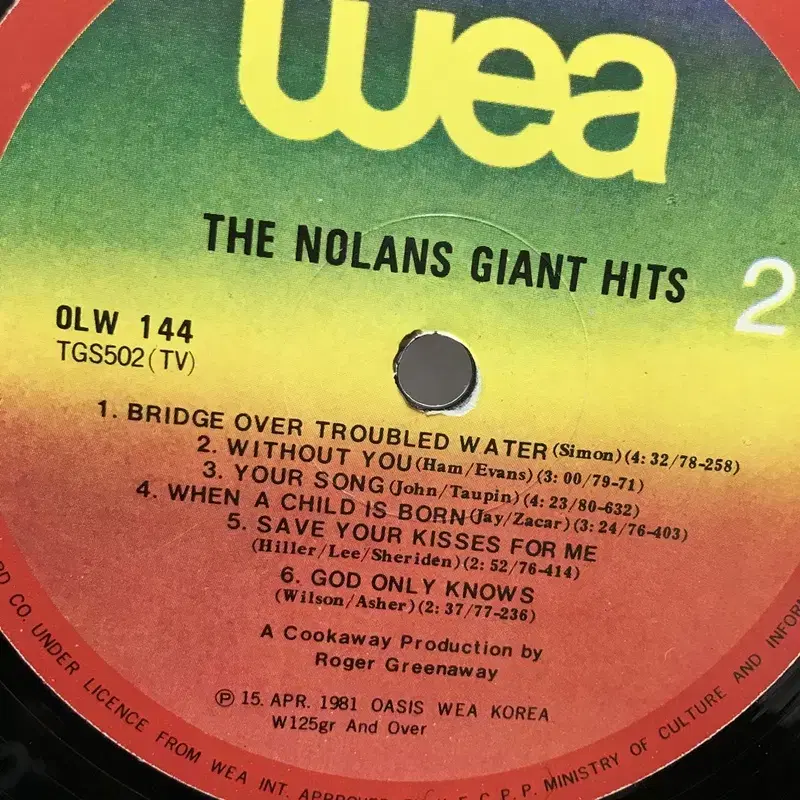 wea
THE NOLANS GIANT HITS
2
OLW 144
TGS502(TV)
1. BRIDGE OVER TROUBLED WATER (Simon)(4: 32/78-258)
2. WITHOUT YOU (Ham/Evans)(3: 00/79-71)
3. YOUR SONG (John/Taupin)(4: 23/80-632)
4. WHEN A CHILD IS BORN (Jay/Zacar)(3: 24/76-403)
5. SAVE YOUR KISSES FOR ME
(Hiller/Lee/Sheriden)(2: 52/76-414)
6. GOD ONLY KNOWS
(Wilson/Asher)(2: 37/77-236)
A Cookaway Production by
Roger Greenaway
Ⓟ 15. APR. 1981 OASIS WEA KOREA
W125gr And Over
CO. UNDER LICENCE FROM WEA INT. APPROVED C. P. P. MINISTRY OF CULTURE AND INFORM